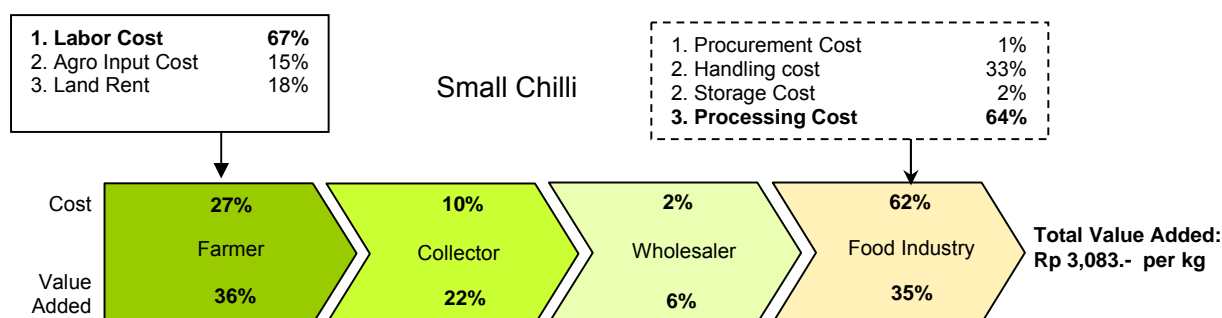 1. Labor Cost 67%
2. Agro Input Cost 15%
3. Land Rent 18%
Small Chilli
1. Procurement Cost 1%
2. Handling cost 33%
2. Storage Cost 2%
3. Processing Cost 64%
Cost 27% 10% 2% 62%
Farmer Collector Wholesaler Food Industry
Value
Added 36% 22% 6% 35%
Total Value Added:
Rp 3,083.- per kg